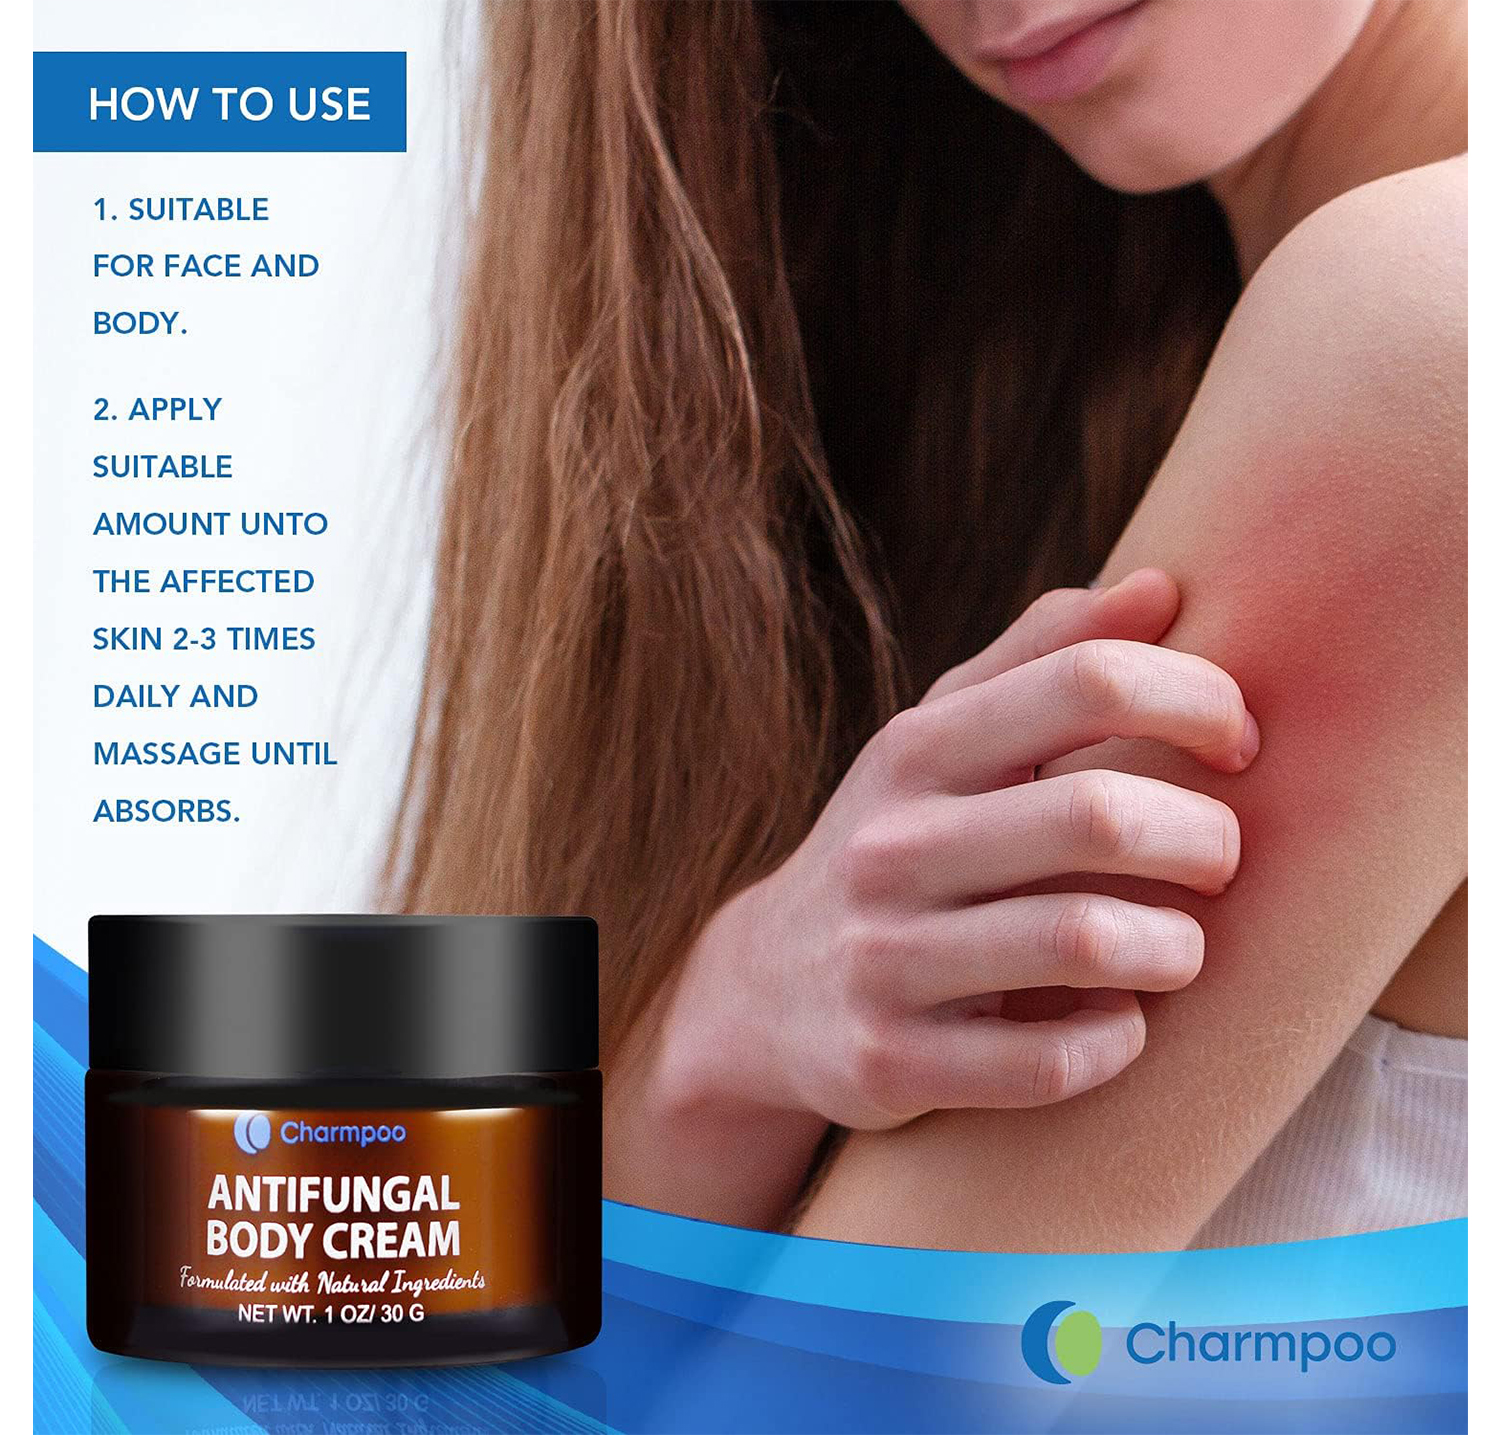 HOW TO USE
1. SUITABLE
FOR FACE AND
BODY.
2. APPLY
SUITABLE
AMOUNT UNTO
THE AFFECTED
SKIN 2-3 TIMES
DAILY AND
MASSAGE UNTIL
ABSORBS.
Charmpoo
ANTIFUNGAL
BODY CREAM
Formulated with Natural Ingredients
NET WT. 1 OZ/ 30 G
Charmpoo